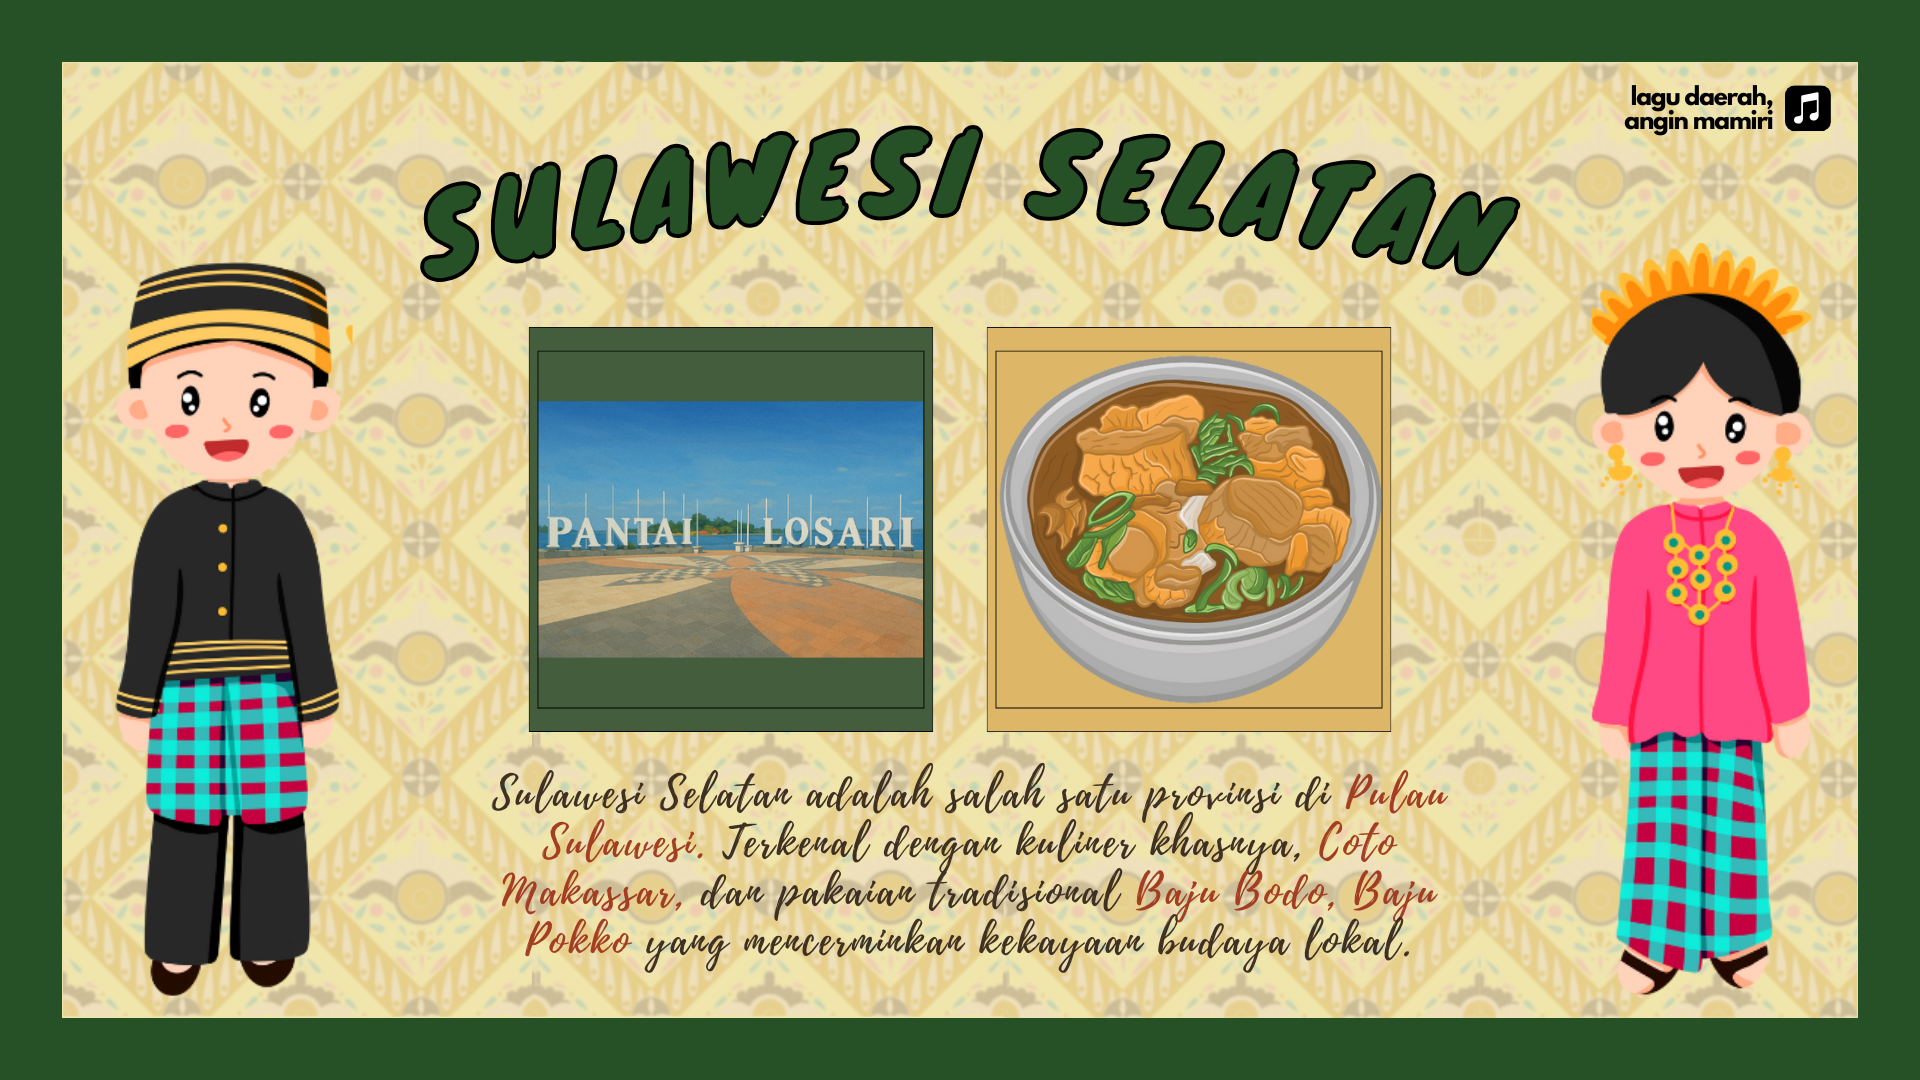 lagu daerah,
angin mamiri
SULAWESI SELATAN
PANTAI LOSARI
Sulawesi Selatan adalah salah satu provinsi di Pulau
Sulawesi. Terkenal dengan kuliner khasnya, Coto
Makassar, dan pakaian tradisional Baju Bodo, Baju
Pokko yang mencerminkan kekayaan budaya lokal.